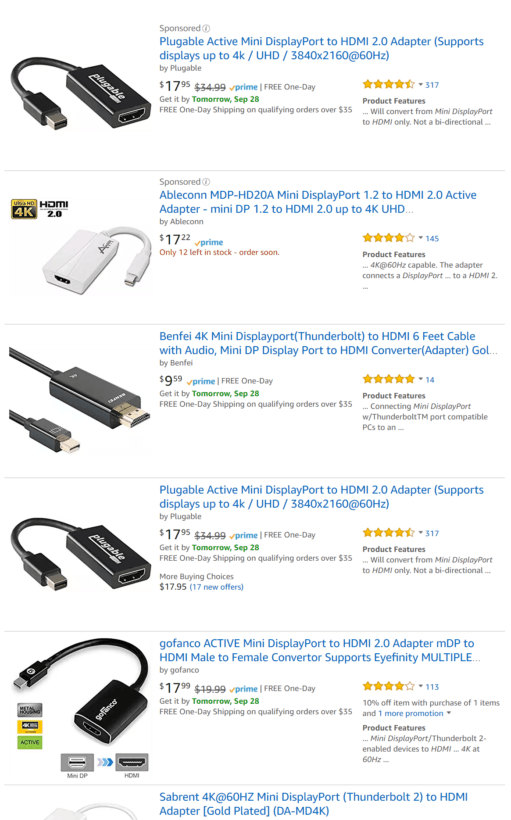 Sponsored
Plugable Active Mini DisplayPort to HDMI 2.0 Adapter (Supports
displays up to 4k / UHD / 3840x2160@60Hz)
by Plugable
$17 95 $34.99 prime | FREE One-Day
Get it by Tomorrow, Sep 28
FREE One-Day Shipping on qualifying orders over $35
317
Product Features
... Will convert from Mini DisplayPort
to HDMI only. Not a bi-directional ...
plugable
Sponsored
Ableconn MDP-HD20A Mini DisplayPort 1.2 to HDMI 2.0 Active
Adapter - mini DP 1.2 to HDMI 2.0 up to 4K UHD...
by Ableconn
$17 22 prime
Only 12 left in stock - order soon.
145
Product Features
... 4K@60Hz capable. The adapter
connects a DisplayPort ... to a HDMI 2.
...
Ultra HD
4K
HDMI
2.0
Benfei 4K Mini Displayport(Thunderbolt) to HDMI 6 Feet Cable
with Audio, Mini DP Display Port to HDMI Converter(Adapter) Gol...
by Benfei
$9 59 prime | FREE One-Day
Get it by Tomorrow, Sep 28
FREE One-Day Shipping on qualifying orders over $35
14
Product Features
... Connecting Mini DisplayPort
w/ThunderboltTM port compatible
PCs to an ...
Plugable Active Mini DisplayPort to HDMI 2.0 Adapter (Supports
displays up to 4k / UHD / 3840x2160@60Hz)
by Plugable
$17 95 $34.99 prime | FREE One-Day
Get it by Tomorrow, Sep 28
FREE One-Day Shipping on qualifying orders over $35
More Buying Choices
$17.95 (17 new offers)
317
Product Features
... Will convert from Mini DisplayPort
to HDMI only. Not a bi-directional ...
plugable
gofanco ACTIVE Mini DisplayPort to HDMI 2.0 Adapter mDP to
HDMI Male to Female Convertor Supports Eyefinity MULTIPLE...
by gofanco
$17 99 $19.99 prime | FREE One-Day
Get it by Tomorrow, Sep 28
FREE One-Day Shipping on qualifying orders over $35
113
10% off item with purchase of 1 items
and 1 more promotion
Product Features
... Mini DisplayPort/Thunderbolt 2-
enabled devices to HDMI ... 4K at
60Hz ...
gofanco
METAL
HOUSING
4K
ACTIVE
Mini DP
HDMI
Sabrent 4K@60HZ Mini DisplayPort (Thunderbolt 2) to HDMI
Adapter [Gold Plated] (DA-MD4K)